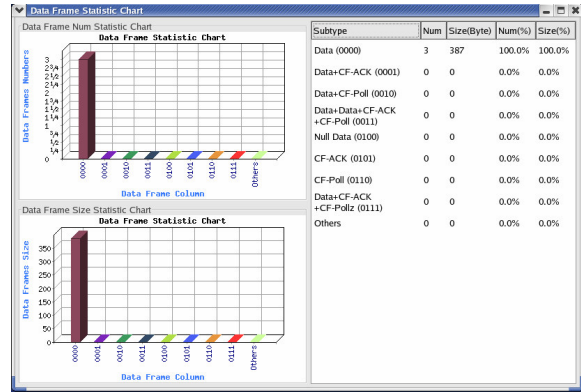 Data Frame Statistic Chart
Data Frame Num Statistic Chart
Data Frame Statistic Chart
Data Frames Numbers
3
2 3/4
2 1/2
2 1/4
2
1 3/4
1 1/2
1 1/4
1
3/4
1/2
1/4
0
0000
0001
0010
0011
0100
0101
0110
0111
Others
Data Frame Column
Data Frame Size Statistic Chart
Data Frame Statistic Chart
Data Frames Size
350
300
250
200
150
100
50
0
0000
0001
0010
0011
0100
0101
0110
0111
Others
Data Frame Column
Subtype Num Size(Byte) Num(%) Size(%)
Data (0000) 3 387 100.0% 100.0%
Data+CF-ACK (0001) 0 0 0.0% 0.0%
Data+CF-Poll (0010) 0 0 0.0% 0.0%
Data+Data+CF-ACK
+CF-Poll (0011) 0 0 0.0% 0.0%
Null Data (0100) 0 0 0.0% 0.0%
CF-ACK (0101) 0 0 0.0% 0.0%
CF-Poll (0110) 0 0 0.0% 0.0%
Data+CF-ACK
+CF-Pollz (0111) 0 0 0.0% 0.0%
Others 0 0 0.0% 0.0%